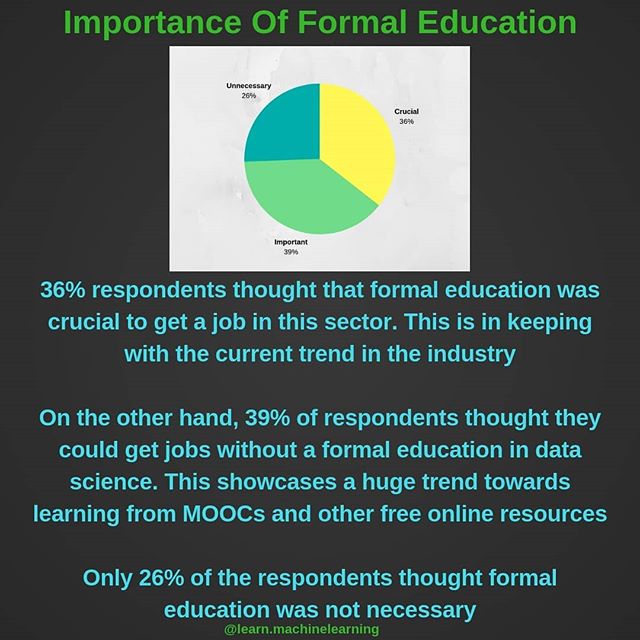 Importance Of Formal Education
Unnecessary
26%
Crucial
36%
Important
39%
36% respondents thought that formal education was
crucial to get a job in this sector. This is in keeping
with the current trend in the industry
On the other hand, 39% of respondents thought they
could get jobs without a formal education in data
science. This showcases a huge trend towards
learning from MOOCs and other free online resources
Only 26% of the respondents thought formal
education was not necessary
@learn.machinelearning